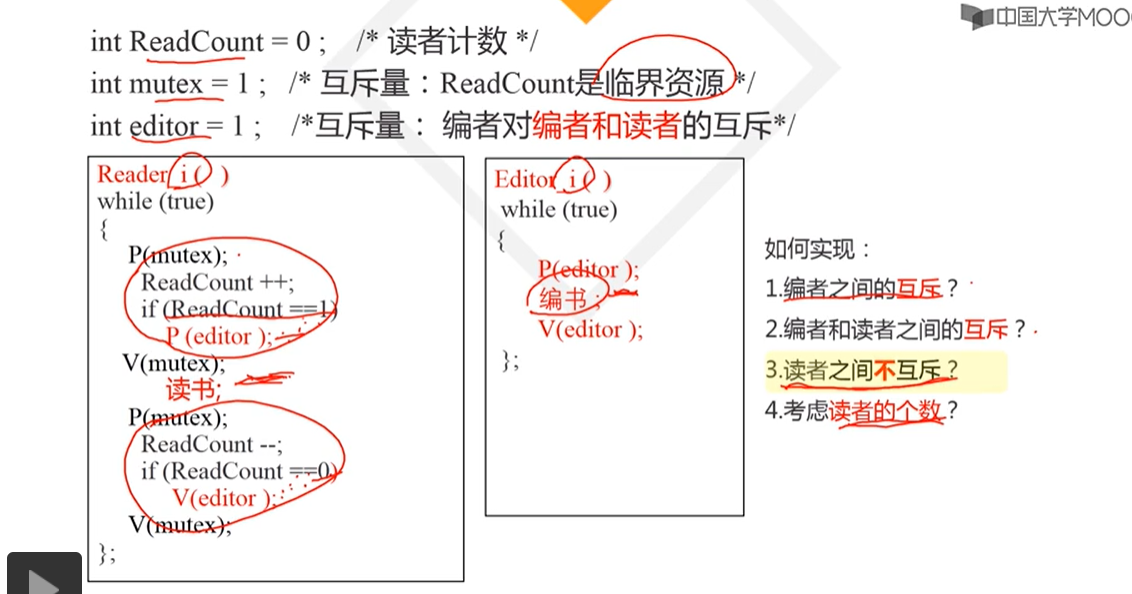 中国大学MOO
int ReadCount = 0 ; /* 读者计数 */
int mutex = 1 ; /* 互斥量：ReadCount是临界资源 */
int editor = 1 ; /*互斥量： 编者对编者和读者的互斥*/
Reader i( )
while (true)
{
P(mutex);
ReadCount ++;
if (ReadCount ==1)
P (editor );
V(mutex);
读书;
P(mutex);
ReadCount --;
if (ReadCount ==0)
V(editor );
V(mutex);
};
Editor i( )
while (true)
{
P(editor );
编书 ;
V(editor );
};
如何实现：
1.编者之间的互斥？
2.编者和读者之间的互斥？
3.读者之间不互斥？
4.考虑读者的个数？